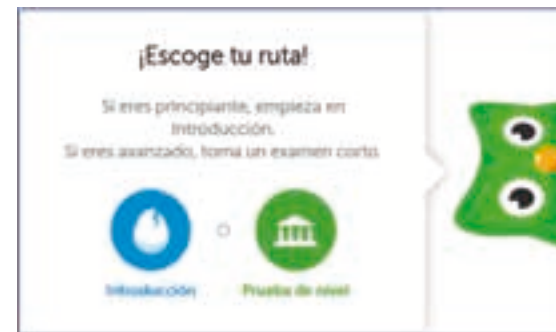 ¡Escoge tu ruta!
Si eres principiante, empieza en
Introducción.
Si eres avanzado, toma un examen corto.
o
Introducción
Prueba de nivel